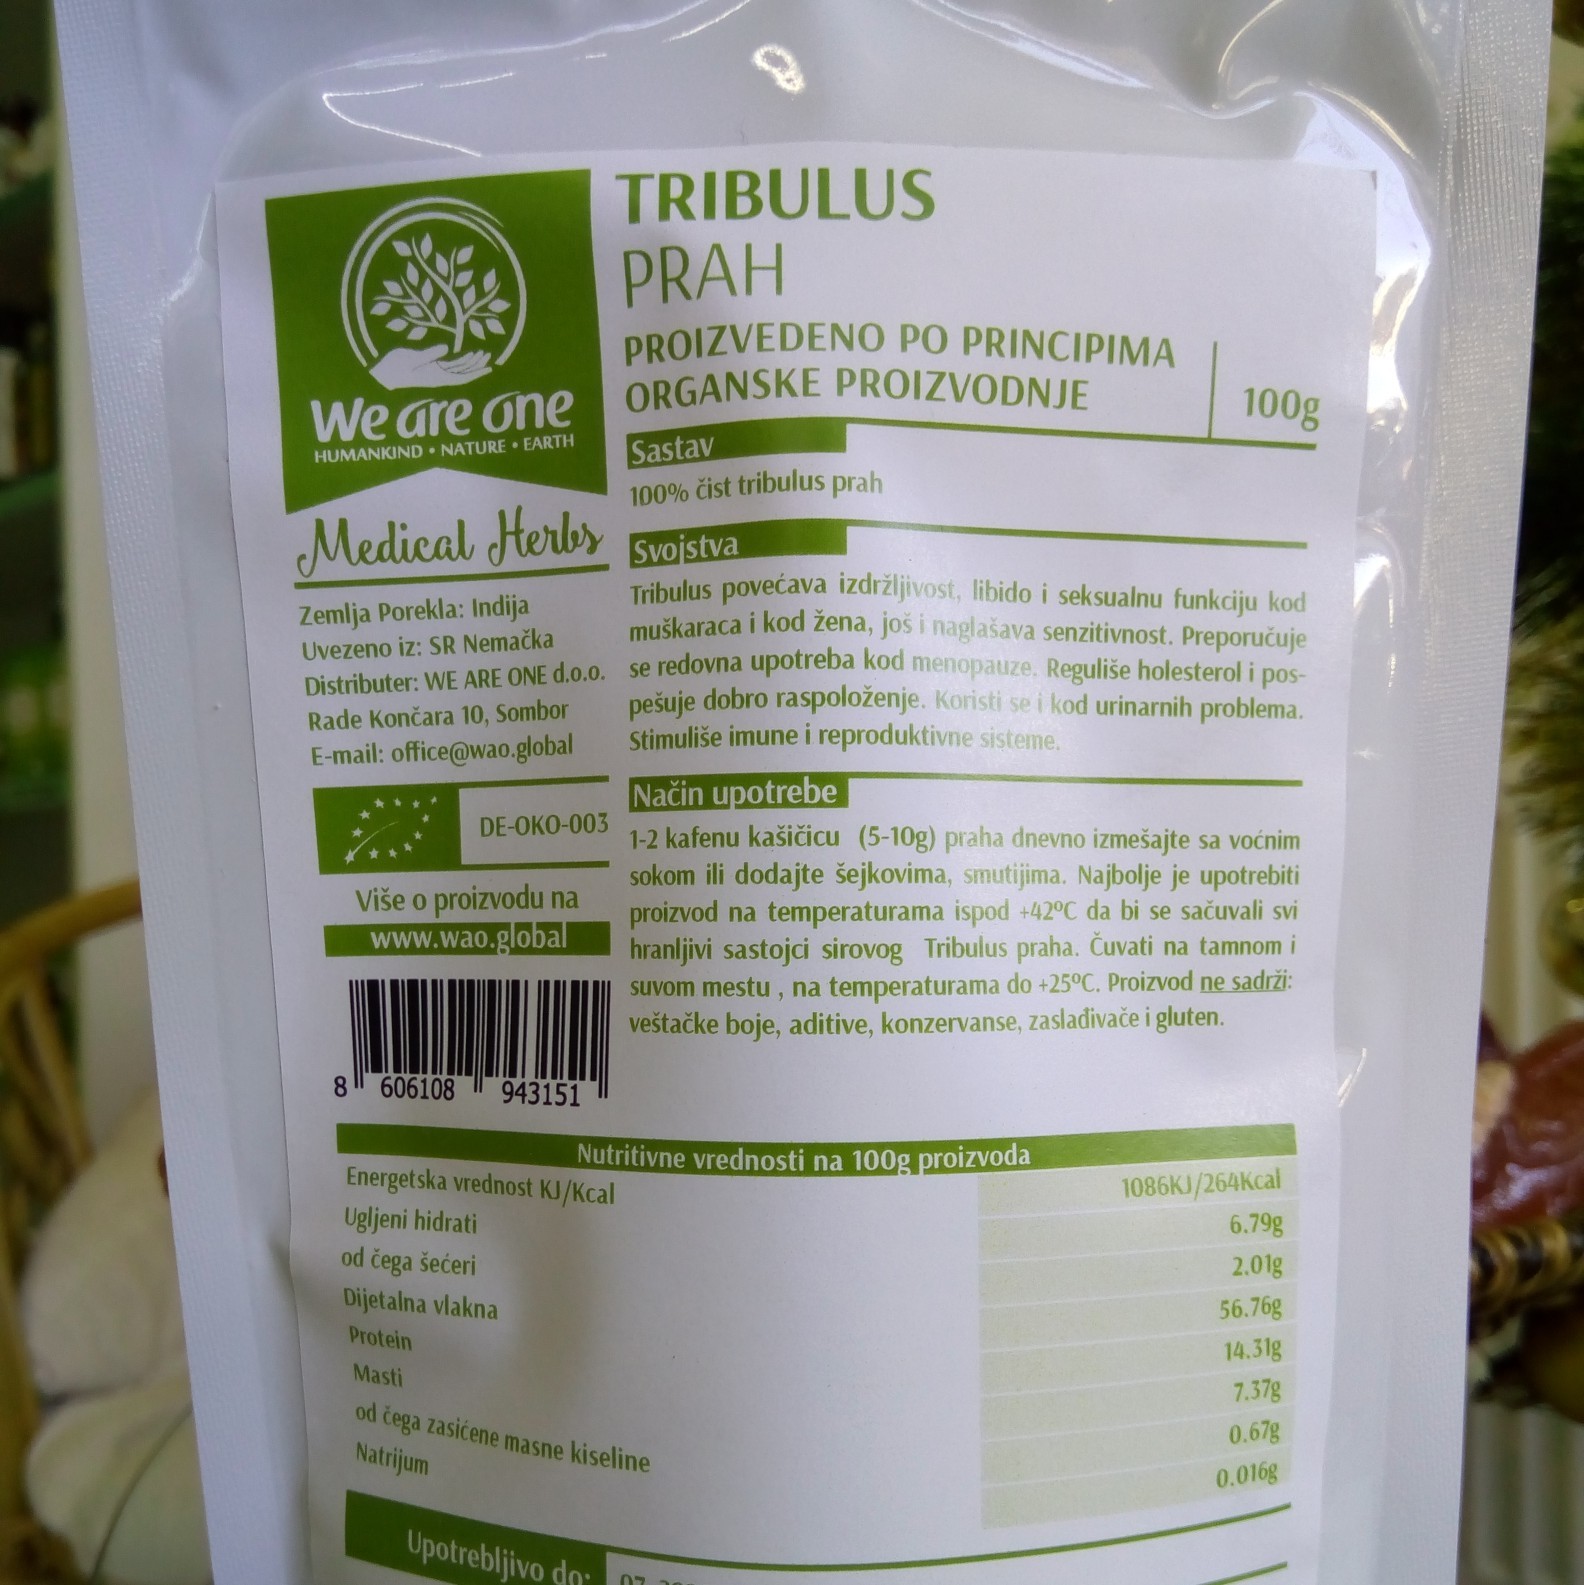 TRIBULUS
PRAH
PROIZVEDENO PO PRINCIPIMA
ORGANSKE PROIZVODNJE
100g
We are one
HUMANKIND • NATURE • EARTH
Medical Herbs
Zemlja Porekla: Indija
Uvezeno iz: SR Nemačka
Distributer: WE ARE ONE d.o.o.
Rade Končara 10, Sombor
E-mail: office@wao.global
DE-OKO-003
Više o proizvodu na
www.wao.global
8 606108 943151
Sastav
100% čist tribulus prah
Svojstva
Tribulus povećava izdržljivost, libido i seksualnu funkciju kod
muškaraca i kod žena, još i naglašava senzitivnost. Preporučuje
se redovna upotreba kod menopauze. Reguliše holesterol i pos-
pešuje dobro raspoloženje. Koristi se i kod urinarnih problema.
Stimuliše imune i reproduktivne sisteme.
Način upotrebe
1-2 kafenu kašičicu (5-10g) praha dnevno izmešajte sa voćnim
sokom ili dodajte šejkovima, smutijima. Najbolje je upotrebiti
proizvod na temperaturama ispod +42ºC da bi se sačuvali svi
hranljivi sastojci sirovog Tribulus praha. Čuvati na tamnom i
suvom mestu , na temperaturama do +25ºC. Proizvod ne sadrži:
veštačke boje, aditive, konzervanse, zaslađivače i gluten.
Nutritivne vrednosti na 100g proizvoda
Energetska vrednost KJ/Kcal 1086KJ/264Kcal
Ugljeni hidrati 6.79g
od čega šećeri 2.01g
Dijetalna vlakna 56.76g
Protein 14.31g
Masti 7.37g
od čega zasićene masne kiseline 0.67g
Natrijum 0.016g
Upotrebljivo do: